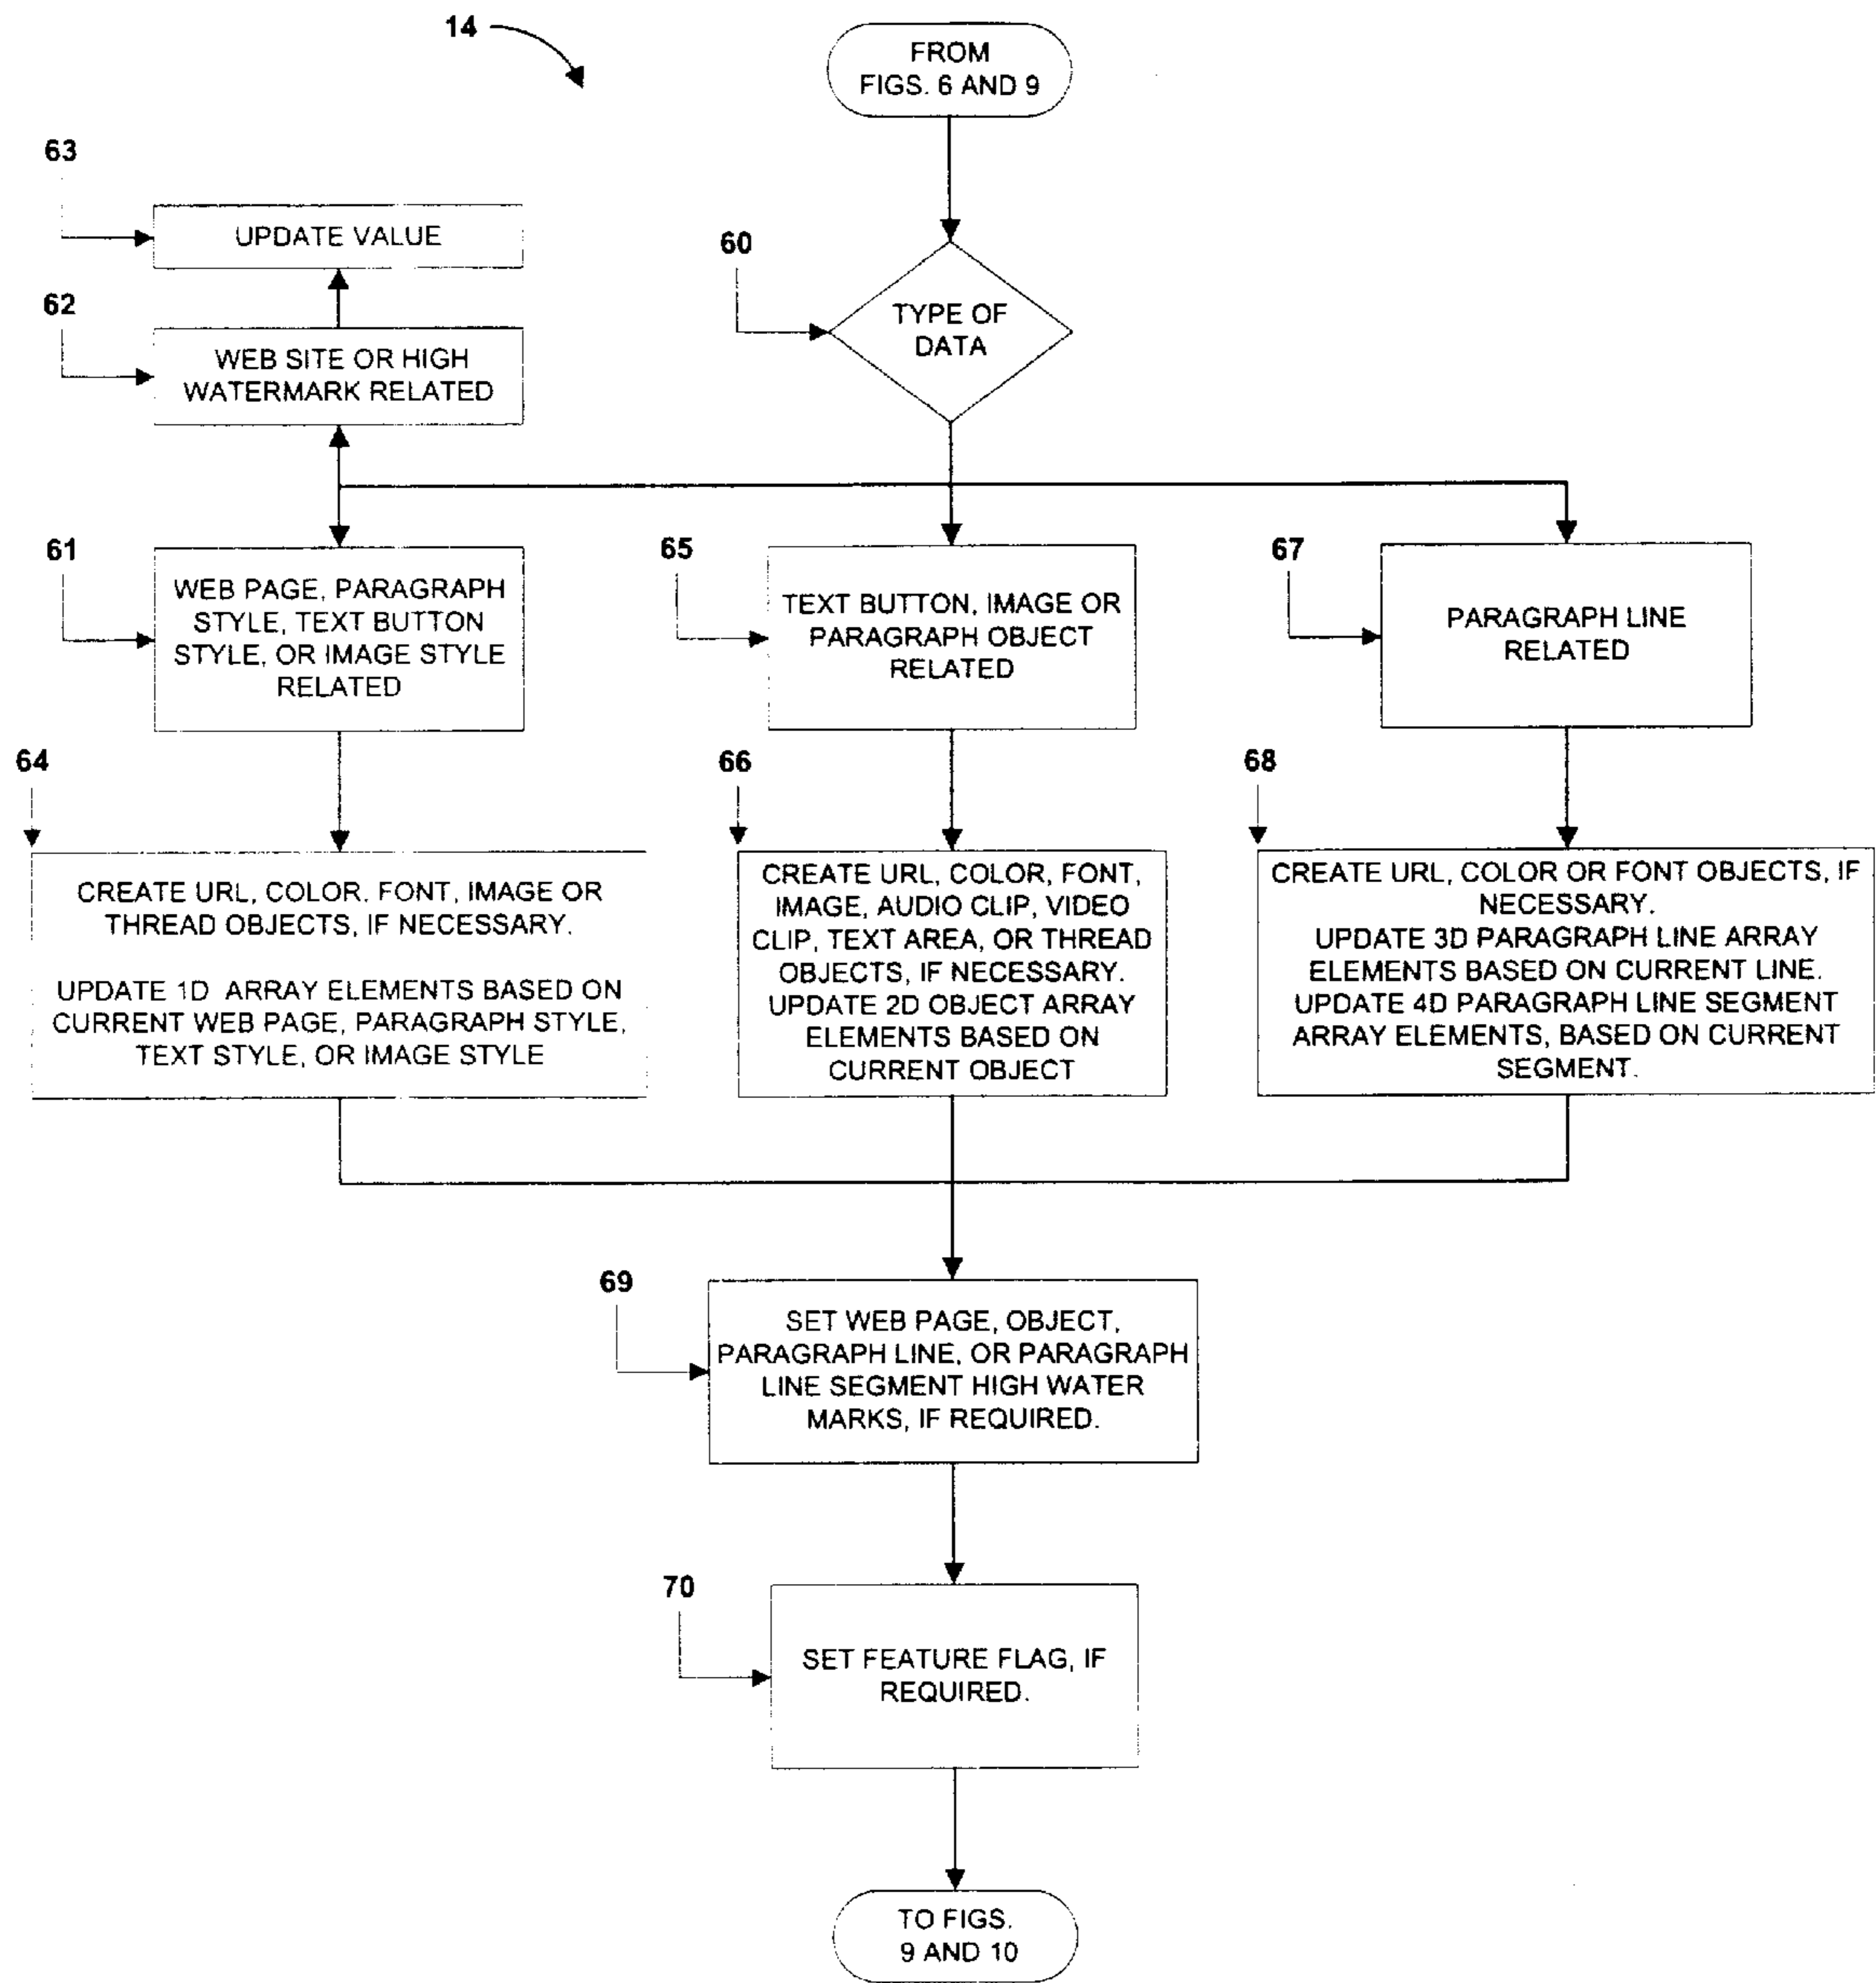 14
FROM
FIGS. 6 AND 9
63
UPDATE VALUE
60
TYPE OF
DATA
62
WEB SITE OR HIGH
WATERMARK RELATED
61
WEB PAGE, PARAGRAPH
STYLE, TEXT BUTTON
STYLE, OR IMAGE STYLE
RELATED
65
TEXT BUTTON, IMAGE OR
PARAGRAPH OBJECT
RELATED
67
PARAGRAPH LINE
RELATED
64
CREATE URL, COLOR. FONT, IMAGE OR
THREAD OBJECTS, IF NECESSARY.
UPDATE 1D ARRAY ELEMENTS BASED ON
CURRENT WEB PAGE, PARAGRAPH STYLE,
TEXT STYLE, OR IMAGE STYLE
66
CREATE URL, COLOR, FONT,
IMAGE, AUDIO CLIP, VIDEO
CLIP, TEXT AREA, OR THREAD
OBJECTS, IF NECESSARY.
UPDATE 2D OBJECT ARRAY
ELEMENTS BASED ON
CURRENT OBJECT
68
CREATE URL, COLOR OR FONT OBJECTS, IF
NECESSARY.
UPDATE 3D PARAGRAPH LINE ARRAY
ELEMENTS BASED ON CURRENT LINE.
UPDATE 4D PARAGRAPH LINE SEGMENT
ARRAY ELEMENTS, BASED ON CURRENT
SEGMENT.
69
SET WEB PAGE, OBJECT,
PARAGRAPH LINE, OR PARAGRAPH
LINE SEGMENT HIGH WATER
MARKS, IF REQUIRED.
70
SET FEATURE FLAG, IF
REQUIRED.
TO FIGS.
9 AND 10